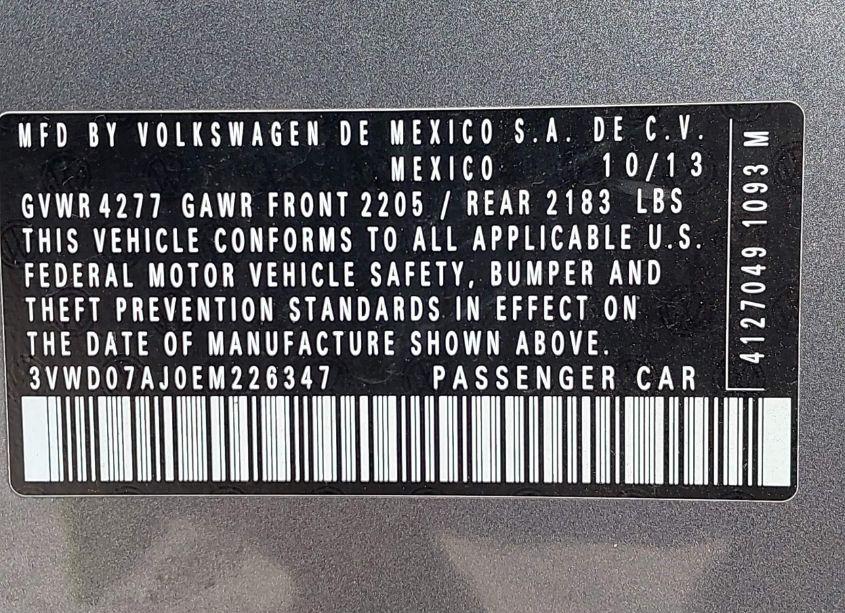 MFD BY VOLKSWAGEN DE MEXICO S.A. DE C.V.
MEXICO 10/13
GVWR 4277 GAWR FRONT 2205 / REAR 2183 LBS
THIS VEHICLE CONFORMS TO ALL APPLICABLE U.S.
FEDERAL MOTOR VEHICLE SAFETY, BUMPER AND
THEFT PREVENTION STANDARDS IN EFFECT ON
THE DATE OF MANUFACTURE SHOWN ABOVE.
3VWD07AJ0EM226347 PASSENGER CAR
4127049 1093 M